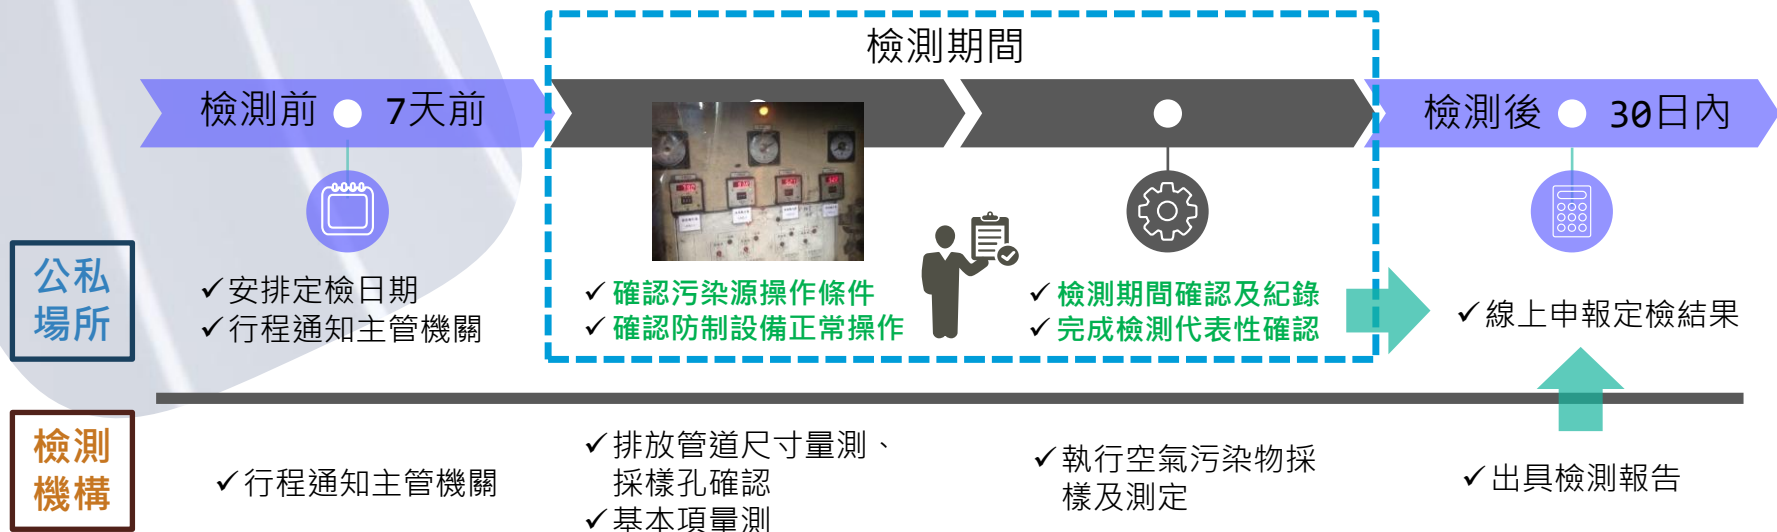 檢測期間
檢測前
7天前
檢測後
30日內
公私
場所
✓安排定檢日期
✓行程通知主管機關
✓確認污染源操作條件
✓確認防制設備正常操作
✓檢測期間確認及紀錄
✓完成檢測代表性確認
✓線上申報定檢結果
檢測
機構
✓行程通知主管機關
✓排放管道尺寸量測、
採樣孔確認
✓基本項量測
✓執行空氣污染物採
樣及測定
✓出具檢測報告